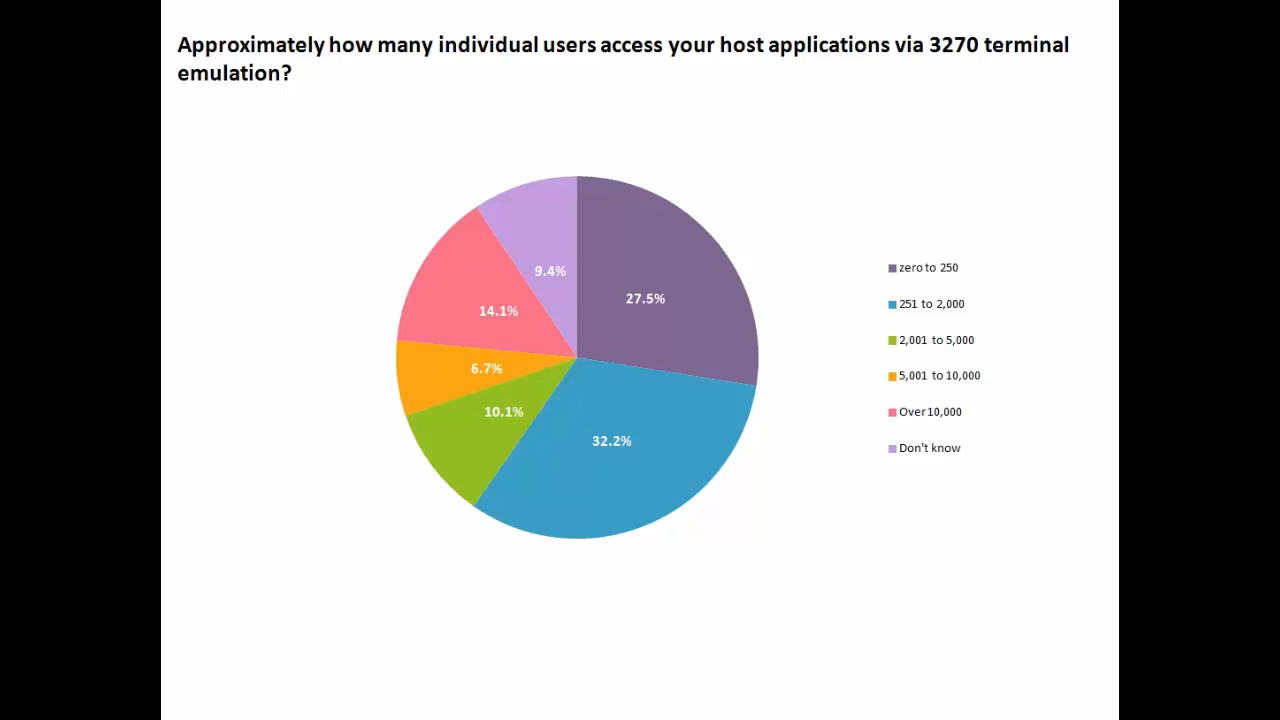 Approximately how many individual users access your host applications via 3270 terminal
emulation?
9.4%
27.5%
14.1%
6.7%
10.1%
32.2%
zero to 250
251 to 2,000
2,001 to 5,000
5,001 to 10,000
Over 10,000
Don't know